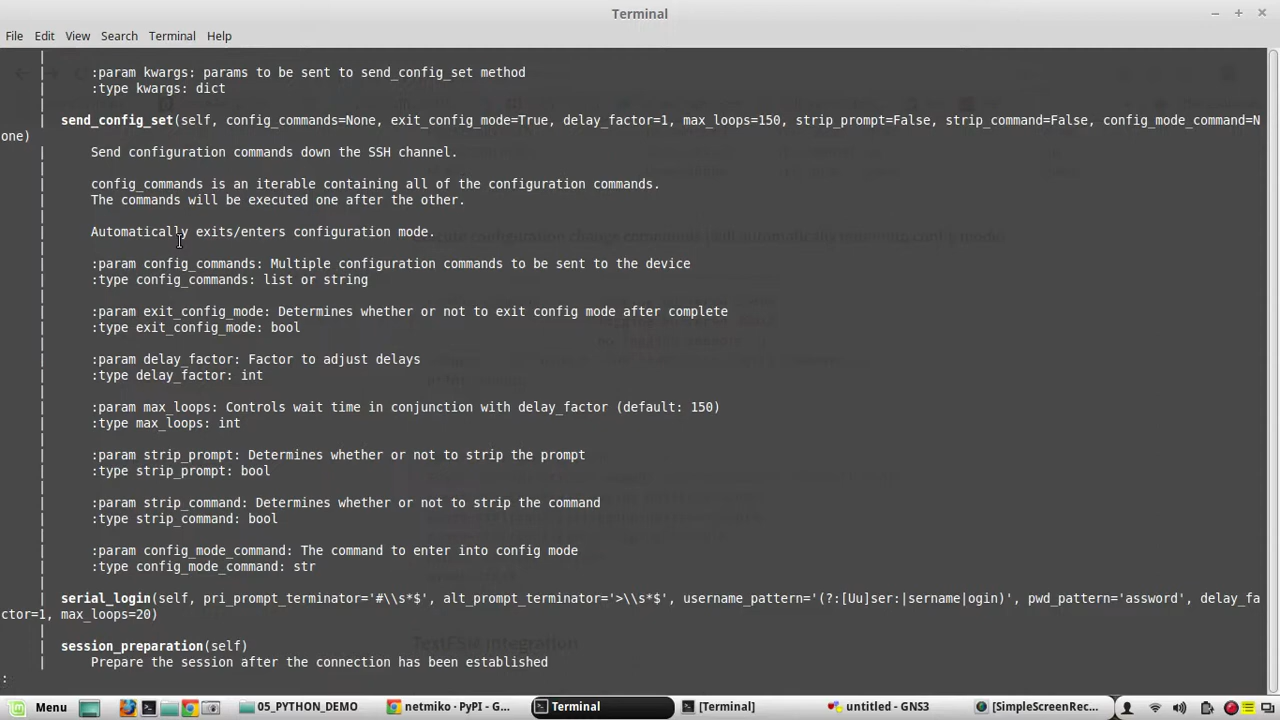 Terminal
File Edit View Search Terminal Help
|
| :param kwargs: params to be sent to send_config_set method
| :type kwargs: dict
|
| send_config_set(self, config_commands=None, exit_config_mode=True, delay_factor=1, max_loops=150, strip_prompt=False, strip_command=False, config_mode_command=N
one)
| Send configuration commands down the SSH channel.
|
| config_commands is an iterable containing all of the configuration commands.
| The commands will be executed one after the other.
|
| Automatically exits/enters configuration mode.
|
| :param config_commands: Multiple configuration commands to be sent to the device
| :type config_commands: list or string
|
| :param exit_config_mode: Determines whether or not to exit config mode after complete
| :type exit_config_mode: bool
|
| :param delay_factor: Factor to adjust delays
| :type delay_factor: int
|
| :param max_loops: Controls wait time in conjunction with delay_factor (default: 150)
| :type max_loops: int
|
| :param strip_prompt: Determines whether or not to strip the prompt
| :type strip_prompt: bool
|
| :param strip_command: Determines whether or not to strip the command
| :type strip_command: bool
|
| :param config_mode_command: The command to enter into config mode
| :type config_mode_command: str
|
| serial_login(self, pri_prompt_terminator='#\\s*$', alt_prompt_terminator='>\\s*$', username_pattern='(?:[Uu]ser:|sername|ogin)', pwd_pattern='assword', delay_fa
ctor=1, max_loops=20)
|
| session_preparation(self)
| Prepare the session after the connection has been established
:
Menu 05_PYTHON_DEMO netmiko · PyPI - G... Terminal [Terminal] untitled - GNS3 [SimpleScreenRec...